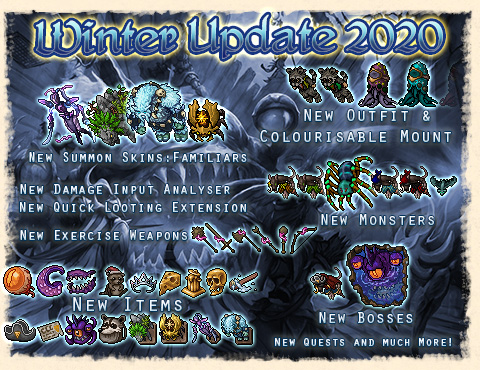 Winter Update 2020
New Outfit &
Colourisable Mount
New Summon Skins:Familiars
New Damage Input Analyser
New Quick Looting Extension
New Monsters
New Exercise Weapons
New Items
New Bosses
New Quests and much More!